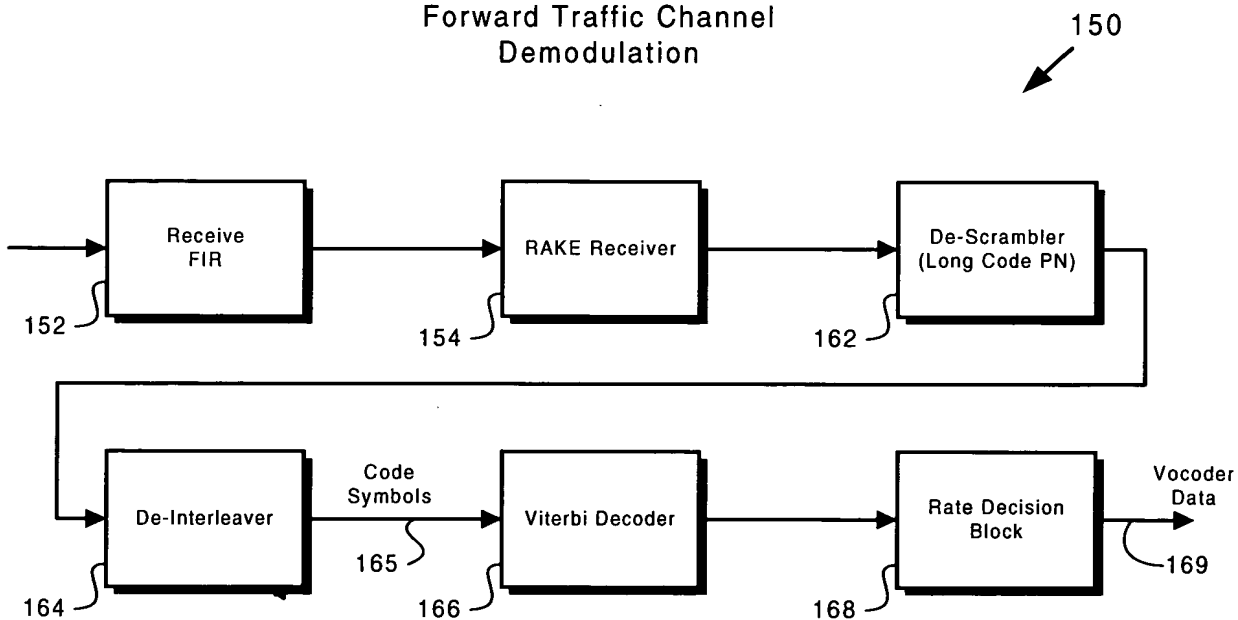 Forward Traffic Channel
Demodulation
150
Receive
FIR
152
RAKE Receiver
154
De-Scrambler
(Long Code PN)
162
De-Interleaver
164
Code
Symbols
165
Viterbi Decoder
166
Rate Decision
Block
168
Vocoder
Data
169